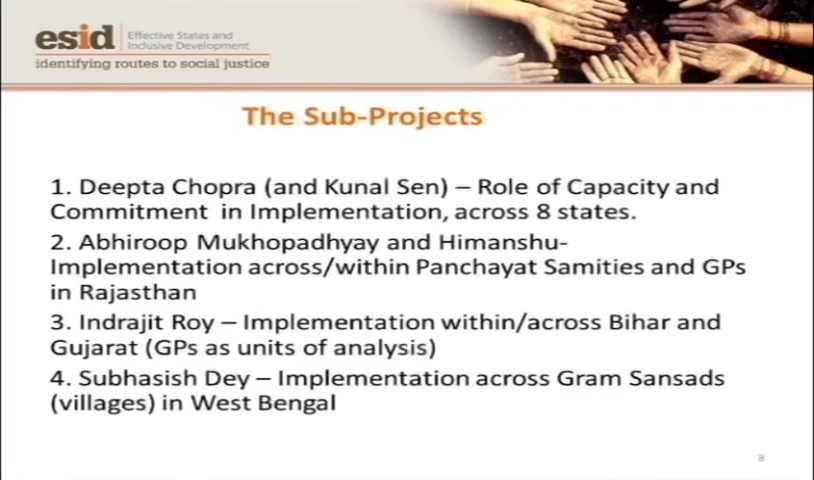 esid
Effective States and
Inclusive Development
identifying routes to social justice
The Sub-Projects
1. Deepta Chopra (and Kunal Sen) – Role of Capacity and
Commitment in Implementation, across 8 states.
2. Abhiroop Mukhopadhyay and Himanshu-
Implementation across/within Panchayat Samities and GPs
in Rajasthan
3. Indrajit Roy – Implementation within/across Bihar and
Gujarat (GPs as units of analysis)
4. Subhasish Dey – Implementation across Gram Sansads
(villages) in West Bengal
8